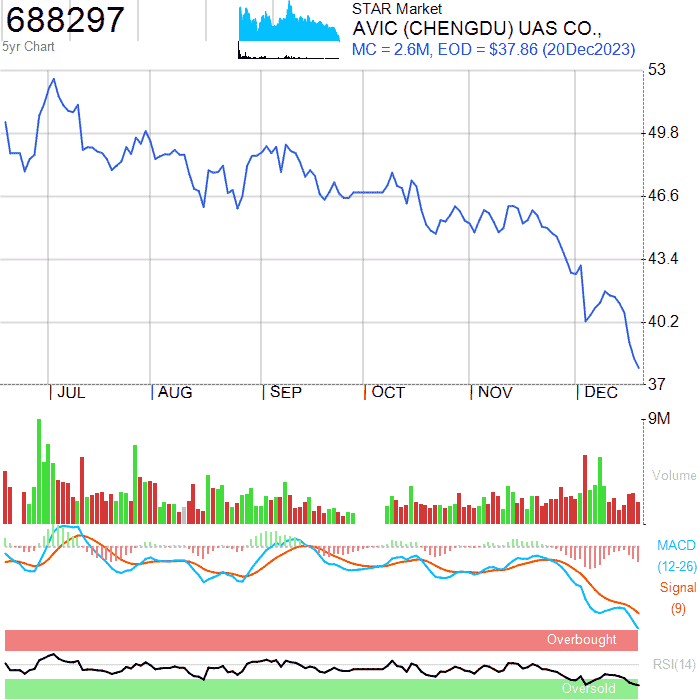 688297
5yr Chart
STAR Market
AVIC (CHENGDU) UAS CO.,
MC = 2.6M, EOD = $37.86 (20Dec2023)
53
49.8
46.6
43.4
40.2
37
JUL AUG SEP OCT NOV DEC
9M
Volume
MACD
(12-26)
Signal
(9)
Overbought
RSI(14)
Oversold